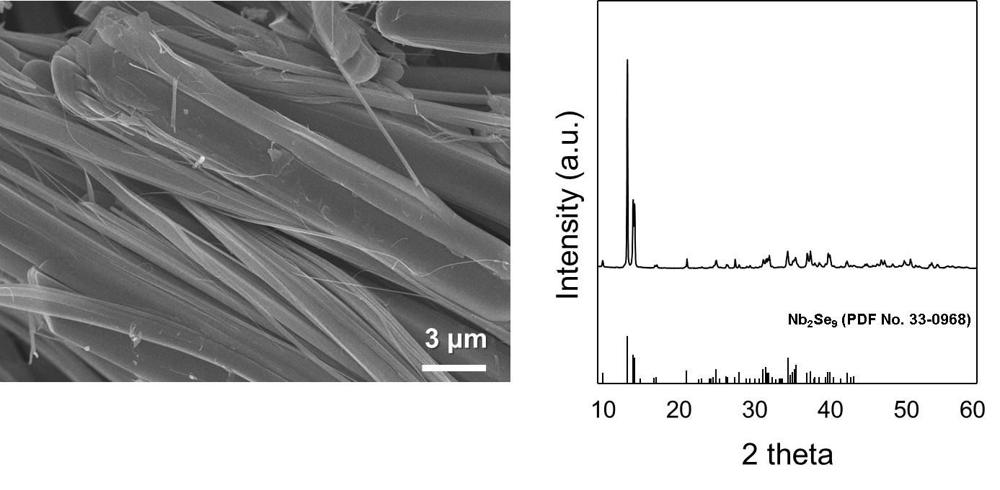 3 µm
Intensity (a.u.)
Nb₂Se₉ (PDF No. 33-0968)
10 20 30 40 50 60
2 theta